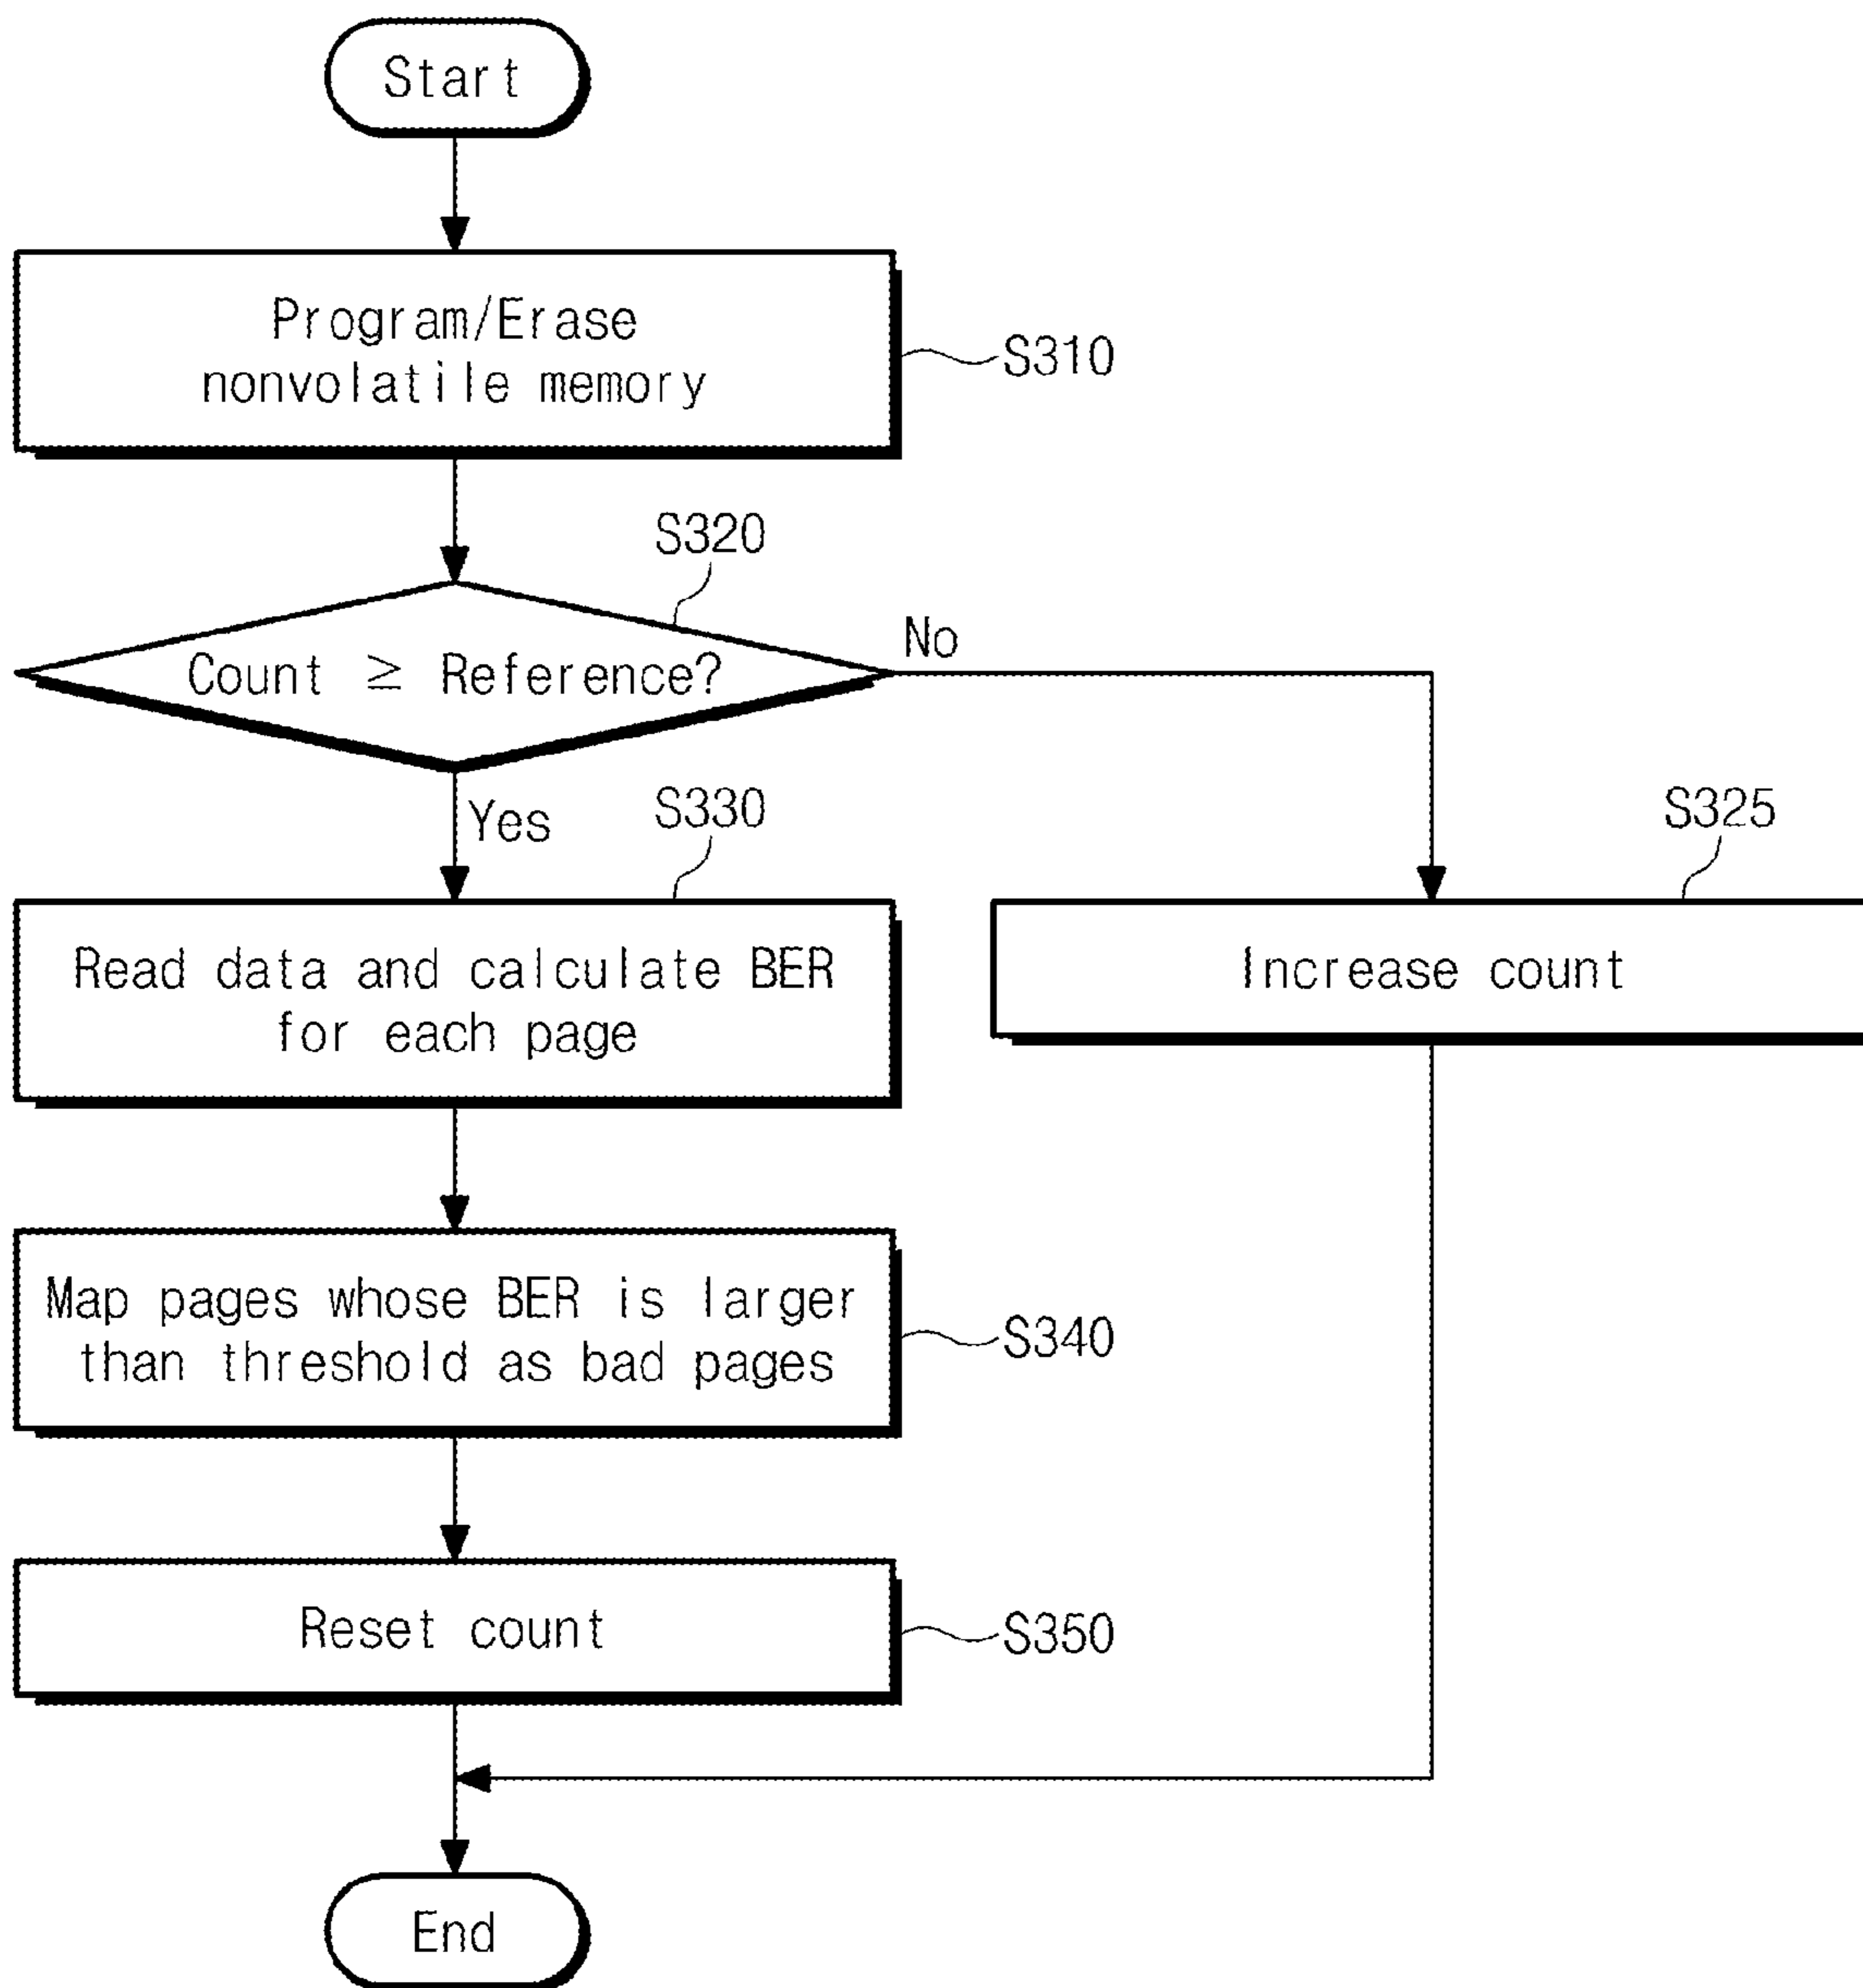 Start
Program/Erase
nonvolatile memory
S310
S320
Count ≥ Reference?
No
Yes
S330
S325
Read data and calculate BER
for each page
Increase count
Map pages whose BER is larger
than threshold as bad pages
S340
Reset count
S350
End